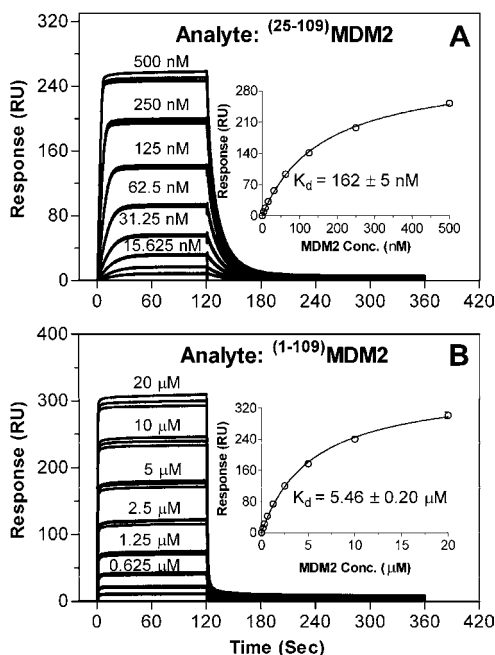 Analyte: (25-109)MDM2
A
Response (RU)
320
240
160
80
0
500 nM
250 nM
125 nM
62.5 nM
31.25 nM
15.625 nM
Response (RU)
280
210
140
70
0
Kd = 162 ± 5 nM
0 125 250 375 500
MDM2 Conc. (nM)
0 60 120 180 240 300 360 420
Analyte: (1-109)MDM2
B
Response (RU)
400
300
200
100
0
20 μM
10 μM
5 μM
2.5 μM
1.25 μM
0.625 μM
Response (RU)
320
240
160
80
0
Kd = 5.46 ± 0.20 μM
0 5 10 15 20
MDM2 Conc. (μM)
0 60 120 180 240 300 360 420
Time (Sec)